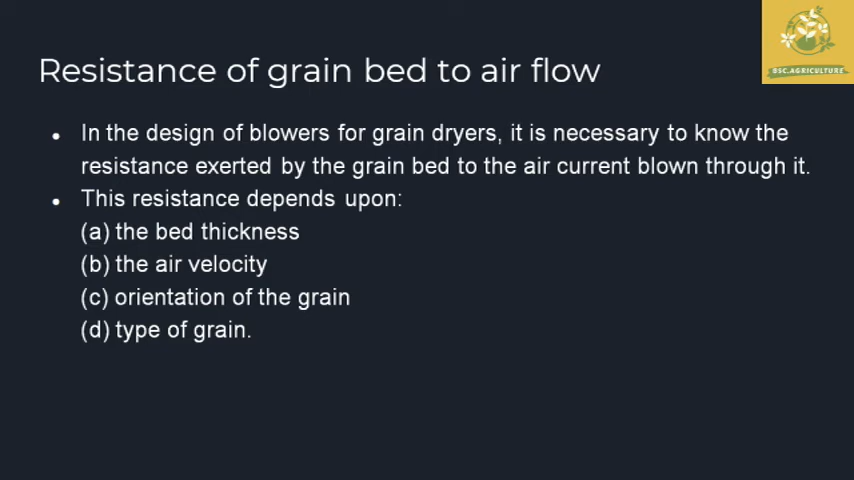 Resistance of grain bed to air flow
BSC.AGRICULTURE
• In the design of blowers for grain dryers, it is necessary to know the
resistance exerted by the grain bed to the air current blown through it.
• This resistance depends upon:
(a) the bed thickness
(b) the air velocity
(c) orientation of the grain
(d) type of grain.